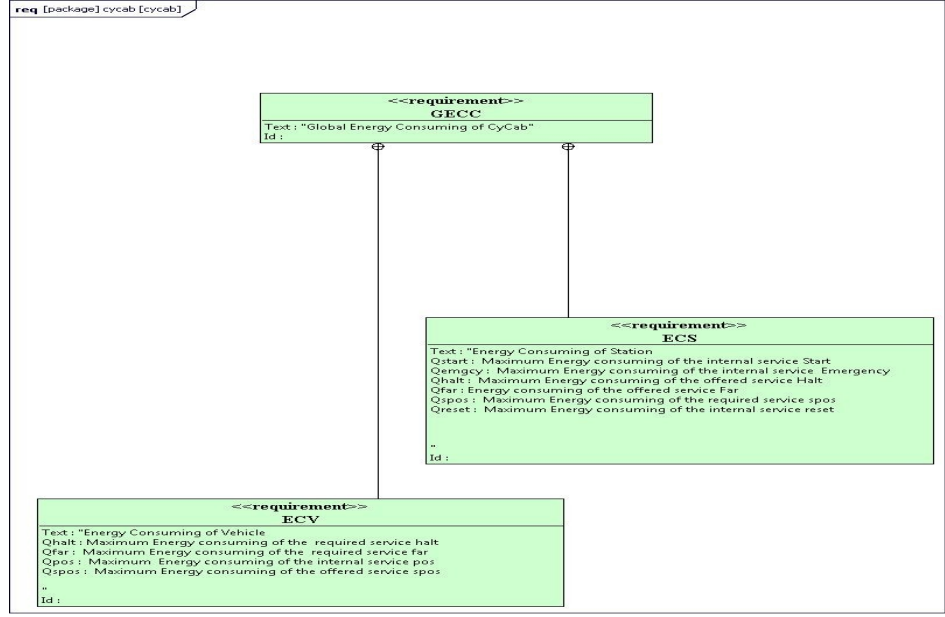 req [package] cycab [cycab]
<<requirement>>
GECC
Text : "Global Energy Consuming of CyCab"
Id :
<<requirement>>
ECS
Text : "Energy Consuming of Station
Qstart : Maximum Energy consuming of the internal service Start
Qemgcy : Maximum Energy consuming of the internal service Emergency
Qhalt : Maximum Energy consuming of the offered service Halt
Qfar : Energy consuming of the offered service Far
Qspos : Maximum Energy consuming of the required service spos
Qreset : Maximum Energy consuming of the internal service reset
"
Id :
<<requirement>>
ECV
Text : "Energy Consuming of Vehicle
Qhalt : Maximum Energy consuming of the required service halt
Qfar : Maximum Energy consuming of the required service far
Qpos : Maximum Energy consuming of the internal service pos
Qspos : Maximum Energy consuming of the offered service spos
"
Id :